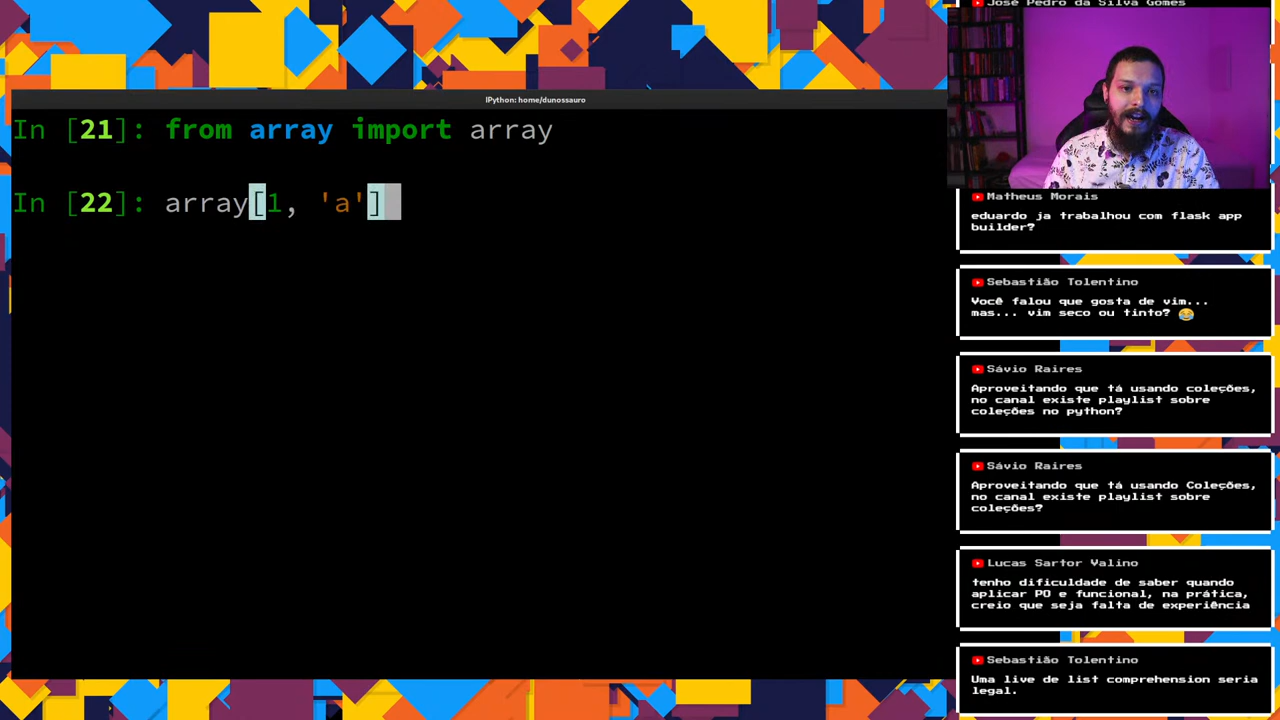 IPython: home/dunossauro
In [21]: from array import array
In [22]: array[1, 'a']
José Pedro da Silva Gomes
Matheus Morais
eduardo ja trabalhou com flask app
builder?
Sebastião Tolentino
Você falou que gosta de vim...
mas... vim seco ou tinto? 😂
Sávio Raires
Aproveitando que tá usando coleções,
no canal existe playlist sobre
coleções no python?
Sávio Raires
Aproveitando que tá usando Coleções,
no canal existe playlist sobre
coleções?
Lucas Sartor Valino
tenho dificuldade de saber quando
aplicar PO e funcional, na prática,
creio que seja falta de experiência
Sebastião Tolentino
Uma live de list comprehension seria
legal.